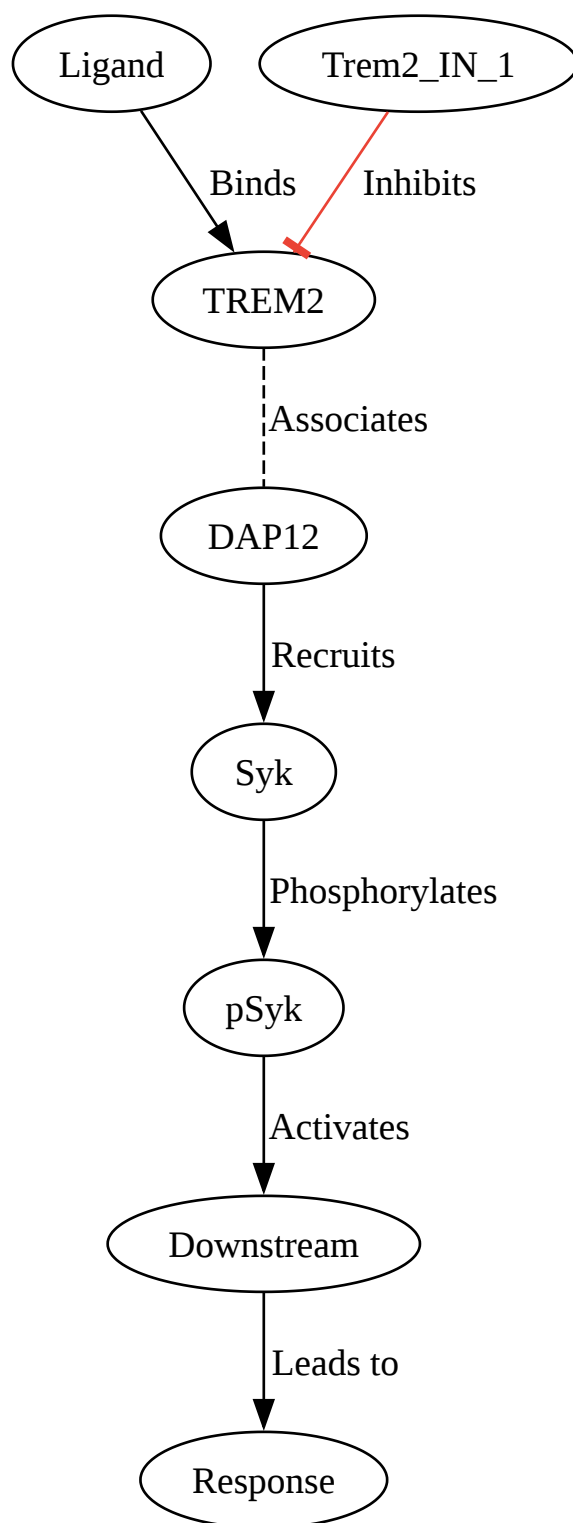 Ligand
Trem2_IN_1
Binds
Inhibits
TREM2
Associates
DAP12
Recruits
Syk
Phosphorylates
pSyk
Activates
Downstream
Leads to
Response